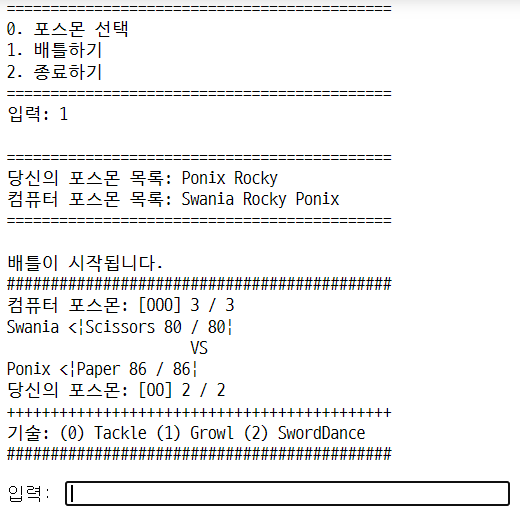 ============================================
0. 포스몬 선택
1. 배틀하기
2. 종료하기
============================================
입력: 1
============================================
당신의 포스몬 목록: Ponix Rocky
컴퓨터 포스몬 목록: Swania Rocky Ponix
============================================
배틀이 시작됩니다.
############################################
컴퓨터 포스몬: [OOO] 3 / 3
Swania <¦Scissors 80 / 80¦
VS
Ponix <¦Paper 86 / 86¦
당신의 포스몬: [OO] 2 / 2
++++++++++++++++++++++++++++++++++++++++++++
기술: (0) Tackle (1) Growl (2) SwordDance
############################################
입력: